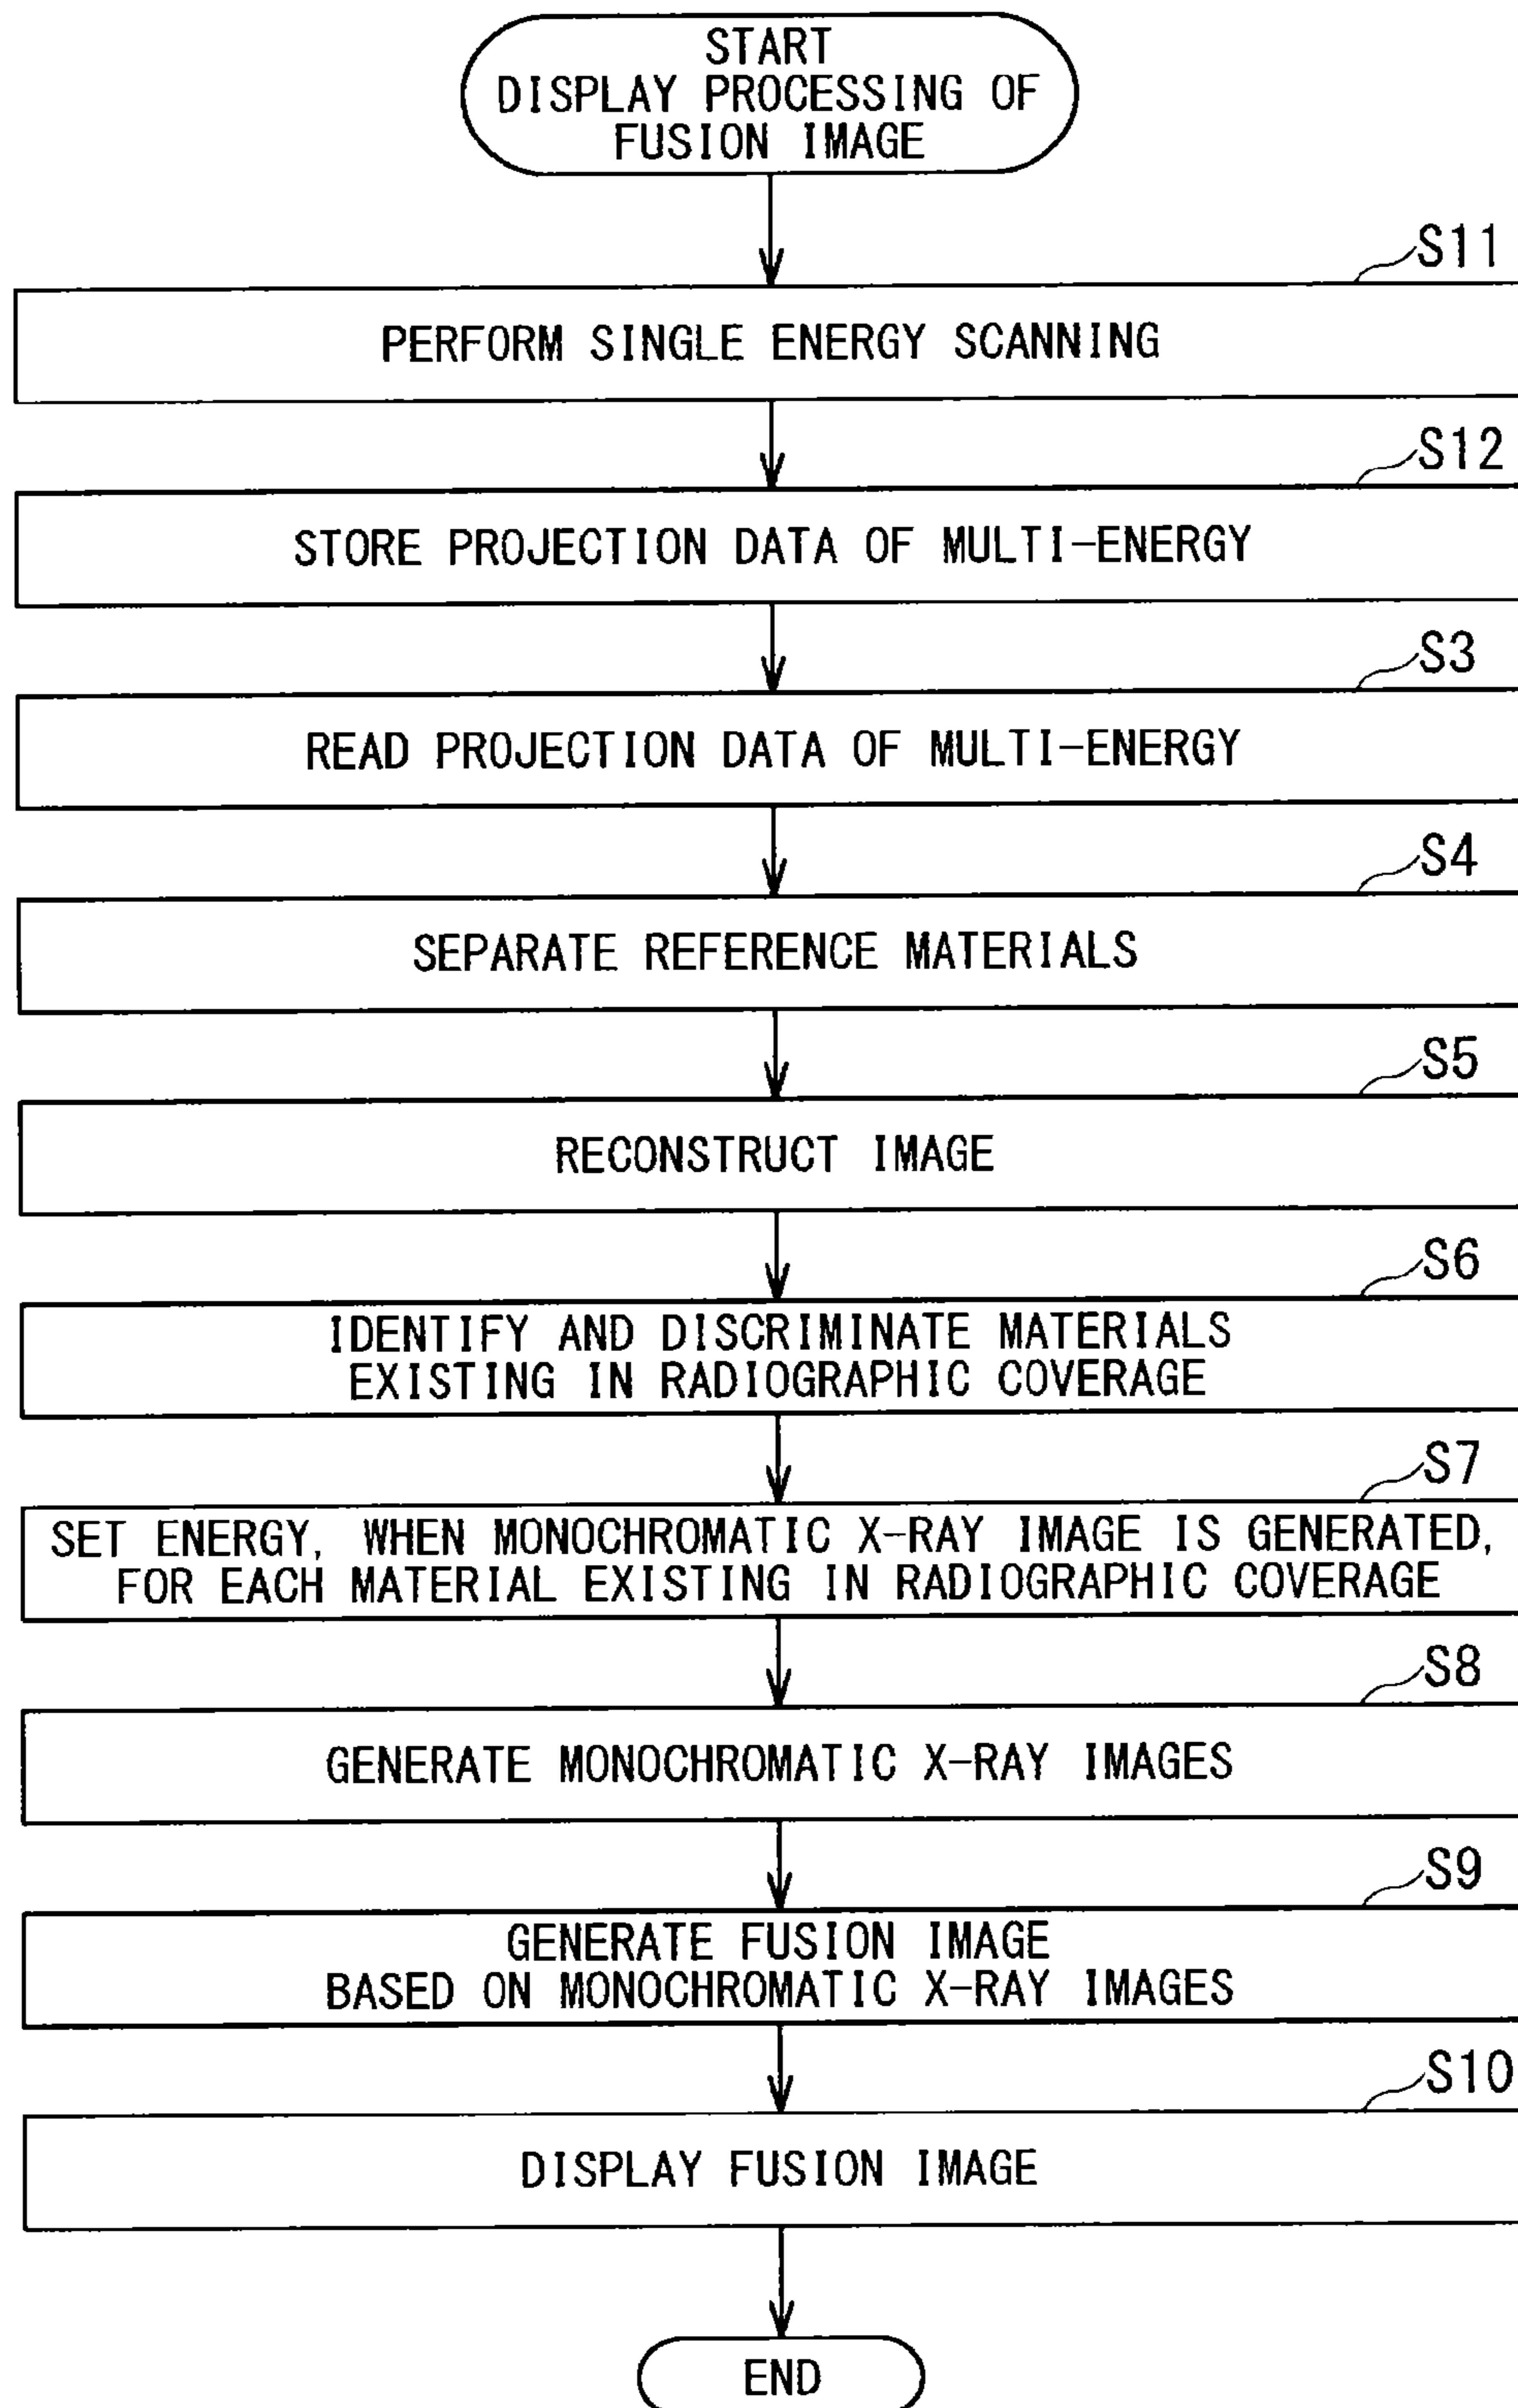 START
DISPLAY PROCESSING OF
FUSION IMAGE
S11
PERFORM SINGLE ENERGY SCANNING
S12
STORE PROJECTION DATA OF MULTI-ENERGY
S3
READ PROJECTION DATA OF MULTI-ENERGY
S4
SEPARATE REFERENCE MATERIALS
S5
RECONSTRUCT IMAGE
S6
IDENTIFY AND DISCRIMINATE MATERIALS
EXISTING IN RADIOGRAPHIC COVERAGE
S7
SET ENERGY, WHEN MONOCHROMATIC X-RAY IMAGE IS GENERATED,
FOR EACH MATERIAL EXISTING IN RADIOGRAPHIC COVERAGE
S8
GENERATE MONOCHROMATIC X-RAY IMAGES
S9
GENERATE FUSION IMAGE
BASED ON MONOCHROMATIC X-RAY IMAGES
S10
DISPLAY FUSION IMAGE
END